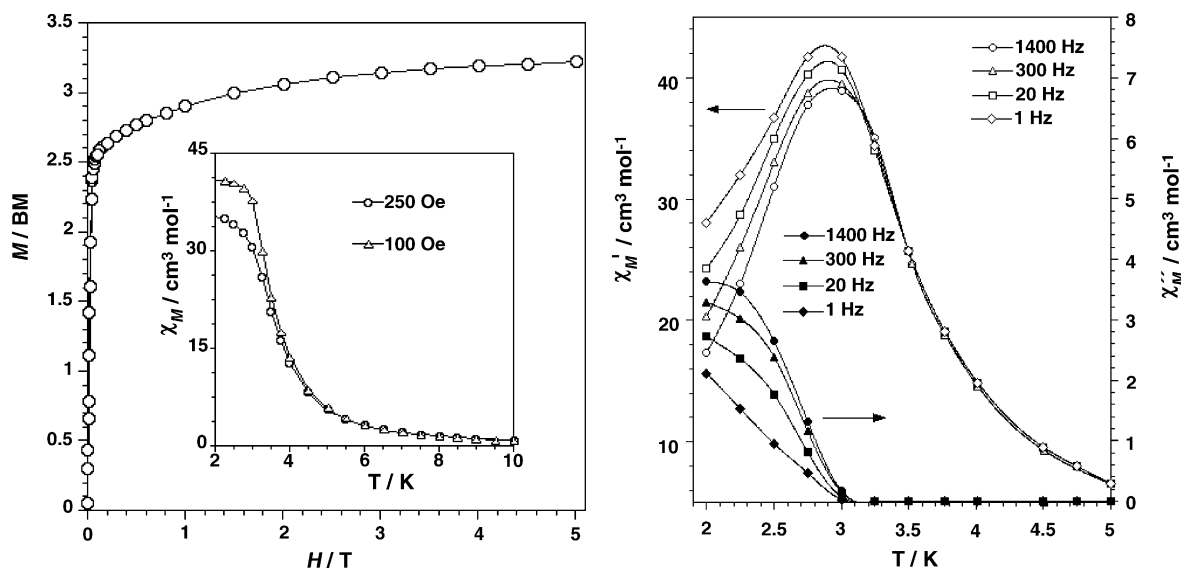 3.5
3
2.5
2
1.5
1
0.5
0
M / BM
0 1 2 3 4 5
H / T
45
30
15
0
χM / cm³ mol⁻¹
250 Oe
100 Oe
2 4 6 8 10
T / K
40
30
20
10
χM' / cm³ mol⁻¹
1400 Hz
300 Hz
20 Hz
1 Hz
1400 Hz
300 Hz
20 Hz
1 Hz
8
7
6
5
4
3
2
1
0
χM´´ / cm³ mol⁻¹
2 2.5 3 3.5 4 4.5 5
T / K